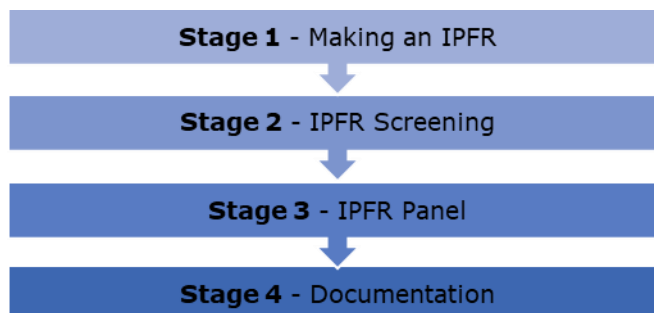 Stage 1 - Making an IPFR
Stage 2 - IPFR Screening
Stage 3 - IPFR Panel
Stage 4 - Documentation